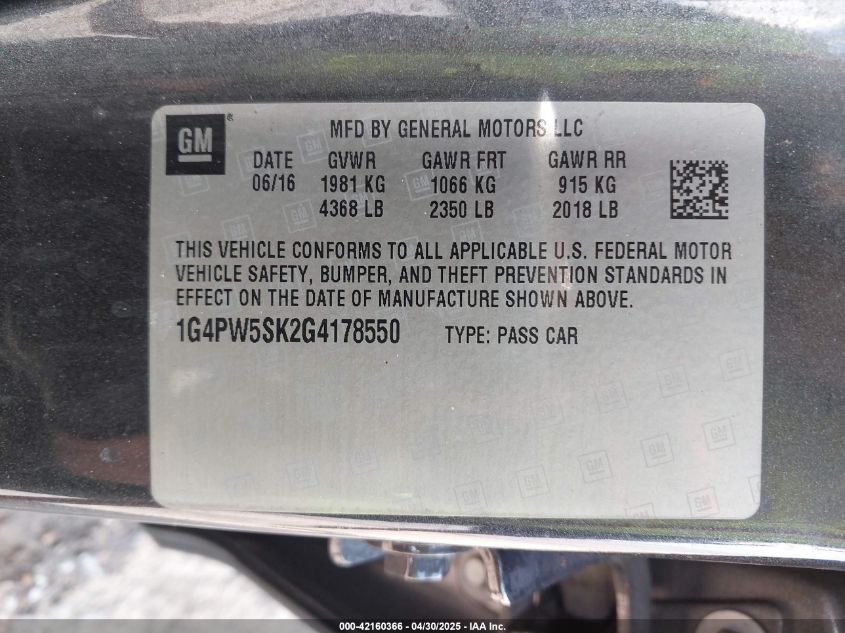 GM
MFD BY GENERAL MOTORS LLC
DATE GVWR GAWR FRT GAWR RR
06/16 1981 KG 1066 KG 915 KG
4368 LB 2350 LB 2018 LB
THIS VEHICLE CONFORMS TO ALL APPLICABLE U.S. FEDERAL MOTOR
VEHICLE SAFETY, BUMPER, AND THEFT PREVENTION STANDARDS IN
EFFECT ON THE DATE OF MANUFACTURE SHOWN ABOVE.
1G4PW5SK2G4178550 TYPE: PASS CAR
000-42160366 - 04/30/2025 - IAA Inc.